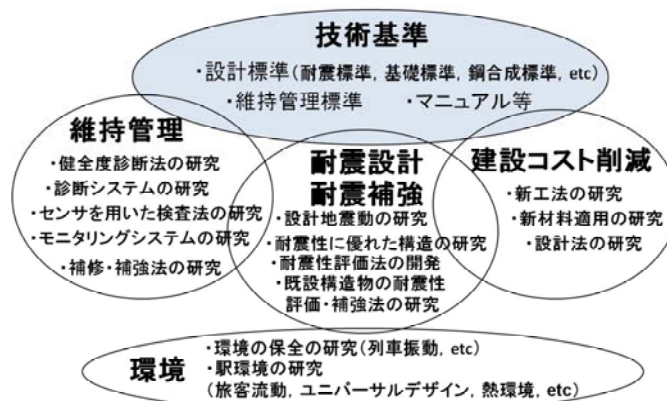 技術基準
・設計標準(耐震標準, 基礎標準, 鋼合成標準, etc)
・維持管理標準 ・マニュアル等
維持管理
・健全度診断法の研究
・診断システムの研究
・センサを用いた検査法の研究
・モニタリングシステムの研究
・補修・補強法の研究
耐震設計
耐震補強
・設計地震動の研究
・耐震性に優れた構造の研究
・耐震性評価法の開発
・既設構造物の耐震性
評価・補強法の研究
建設コスト削減
・新工法の研究
・新材料適用の研究
・設計法の研究
環境
・環境の保全の研究(列車振動, etc)
・駅環境の研究
(旅客流動, ユニバーサルデザイン, 熱環境, etc)